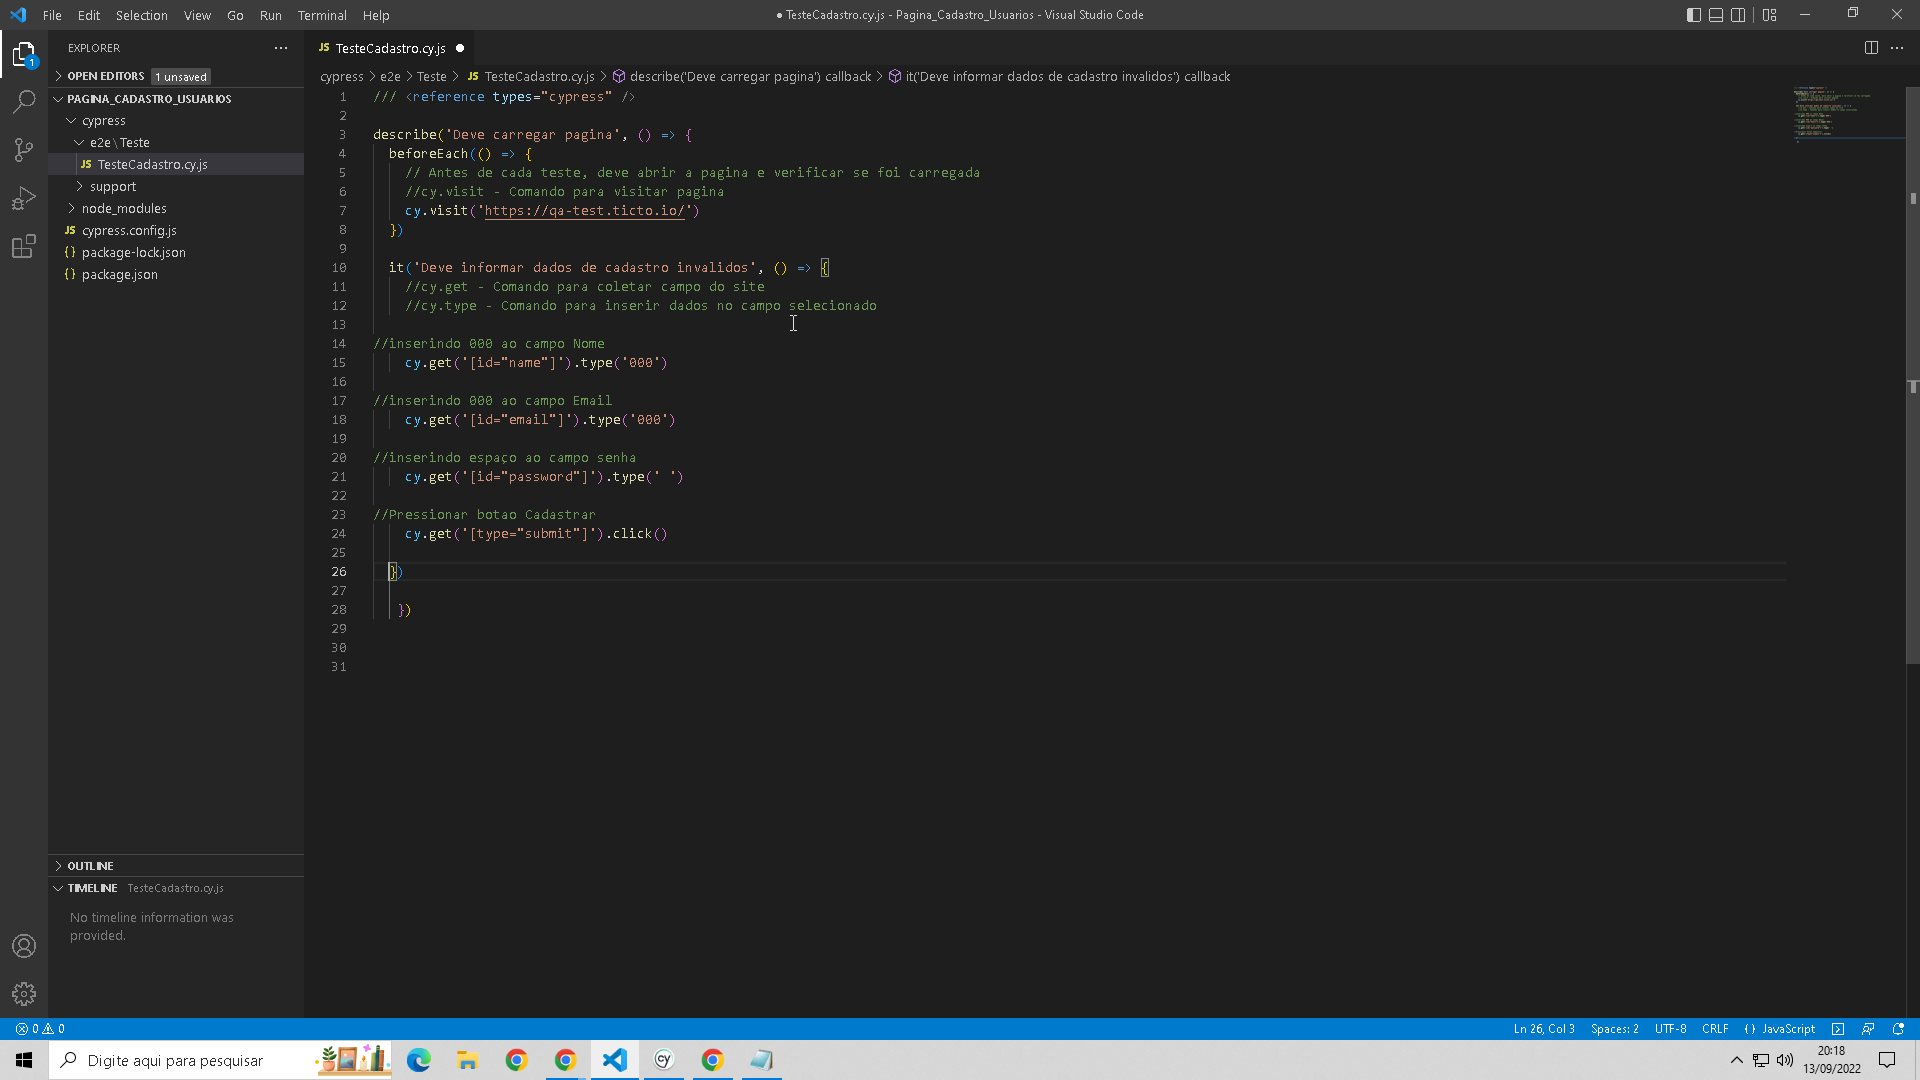 File Edit Selection View Go Run Terminal Help
● TesteCadastro.cy.js - Pagina_Cadastro_Usuarios - Visual Studio Code
EXPLORER
OPEN EDITORS 1 unsaved
PAGINA_CADASTRO_USUARIOS
cypress
e2e \ Teste
JS TesteCadastro.cy.js
support
node_modules
JS cypress.config.js
{} package-lock.json
{} package.json
OUTLINE
TIMELINE TesteCadastro.cy.js
No timeline information was
provided.
1
JS TesteCadastro.cy.js ●
cypress > e2e > Teste > JS TesteCadastro.cy.js > describe('Deve carregar pagina') callback > it('Deve informar dados de cadastro invalidos') callback
1 /// <reference types="cypress" />
2
3 describe('Deve carregar pagina', () => {
4 beforeEach(() => {
5 // Antes de cada teste, deve abrir a pagina e verificar se foi carregada
6 //cy.visit - Comando para visitar pagina
7 cy.visit('https://qa-test.ticto.io/')
8 })
9
10 it('Deve informar dados de cadastro invalidos', () => {
11 //cy.get - Comando para coletar campo do site
12 //cy.type - Comando para inserir dados no campo selecionado
13
14 //inserindo 000 ao campo Nome
15 cy.get('[id="name"]').type('000')
16
17 //inserindo 000 ao campo Email
18 cy.get('[id="email"]').type('000')
19
20 //inserindo espaço ao campo senha
21 cy.get('[id="password"]').type(' ')
22
23 //Pressionar botao Cadastrar
24 cy.get('[type="submit"]').click()
25
26 })
27
28 })
29
30
31
0 0
Ln 26, Col 3 Spaces: 2 UTF-8 CRLF {} JavaScript
Digite aqui para pesquisar
cy
20:18
13/09/2022